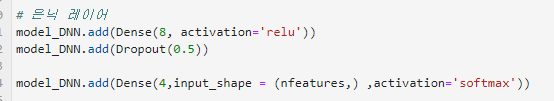 # 은닉 레이어
model_DNN.add(Dense(8, activation='relu'))
model_DNN.add(Dropout(0.5))
model_DNN.add(Dense(4,input_shape = (nfeatures,) ,activation='softmax'))